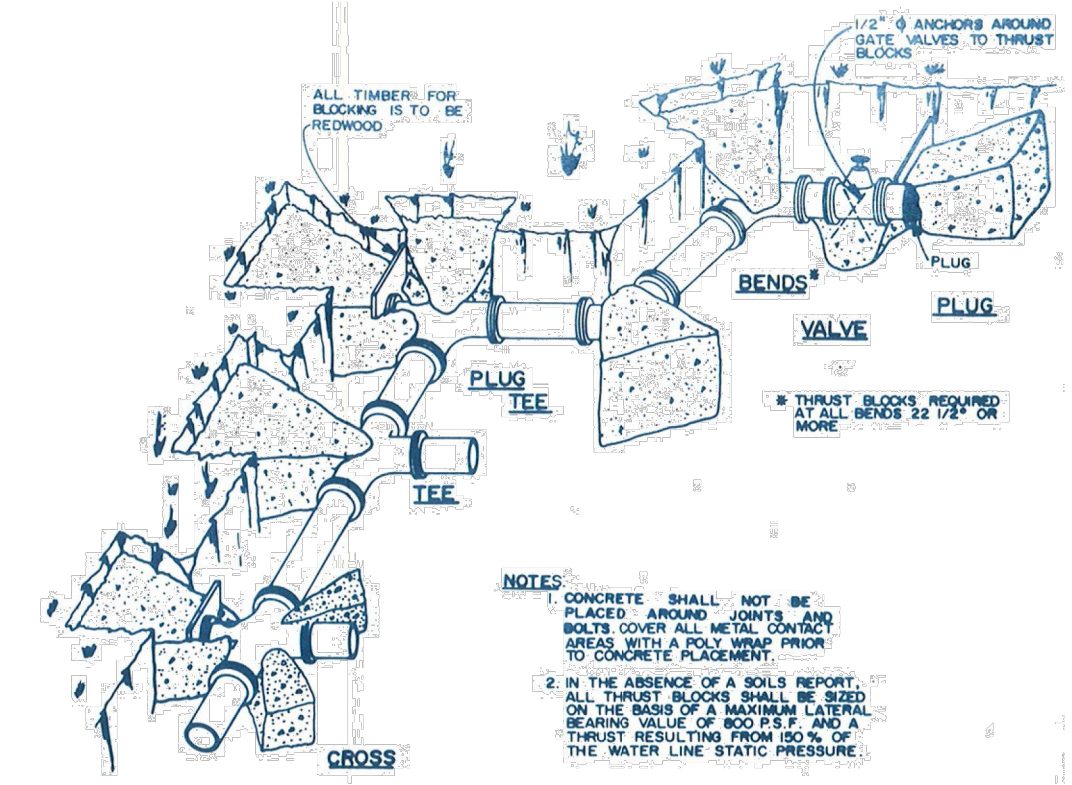 1/2" ϕ ANCHORS AROUND
GATE VALVES TO THRUST
BLOCKS
ALL TIMBER FOR
BLOCKING IS TO BE
REDWOOD
PLUG
BENDS*
PLUG
VALVE
PLUG
TEE
* THRUST BLOCKS REQUIRED
AT ALL BENDS 22 1/2° OR
MORE
TEE
NOTES:
1. CONCRETE SHALL NOT BE
PLACED AROUND JOINTS AND
BOLTS. COVER ALL METAL CONTACT
AREAS WITH A POLY WRAP PRIOR
TO CONCRETE PLACEMENT.
2. IN THE ABSENCE OF A SOILS REPORT,
ALL THRUST BLOCKS SHALL BE SIZED
ON THE BASIS OF A MAXIMUM LATERAL
BEARING VALUE OF 800 P.S.F. AND A
THRUST RESULTING FROM 150 % OF
THE WATER LINE STATIC PRESSURE.
CROSS